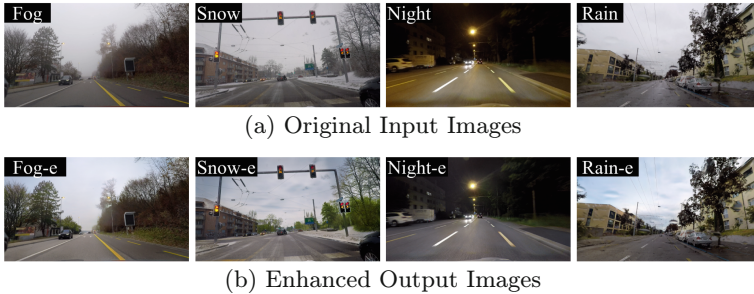 Fog Snow Night Rain
(a) Original Input Images
Fog-e Snow-e Night-e Rain-e
(b) Enhanced Output Images